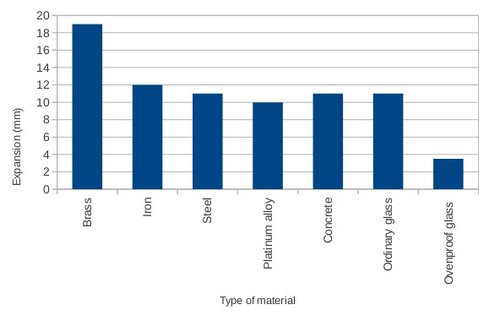 20
18
16
14
12
10
8
6
4
2
0
Expansion (mm)
Brass
Iron
Steel
Platinum alloy
Concrete
Ordinary glass
Ovenproof glass
Type of material